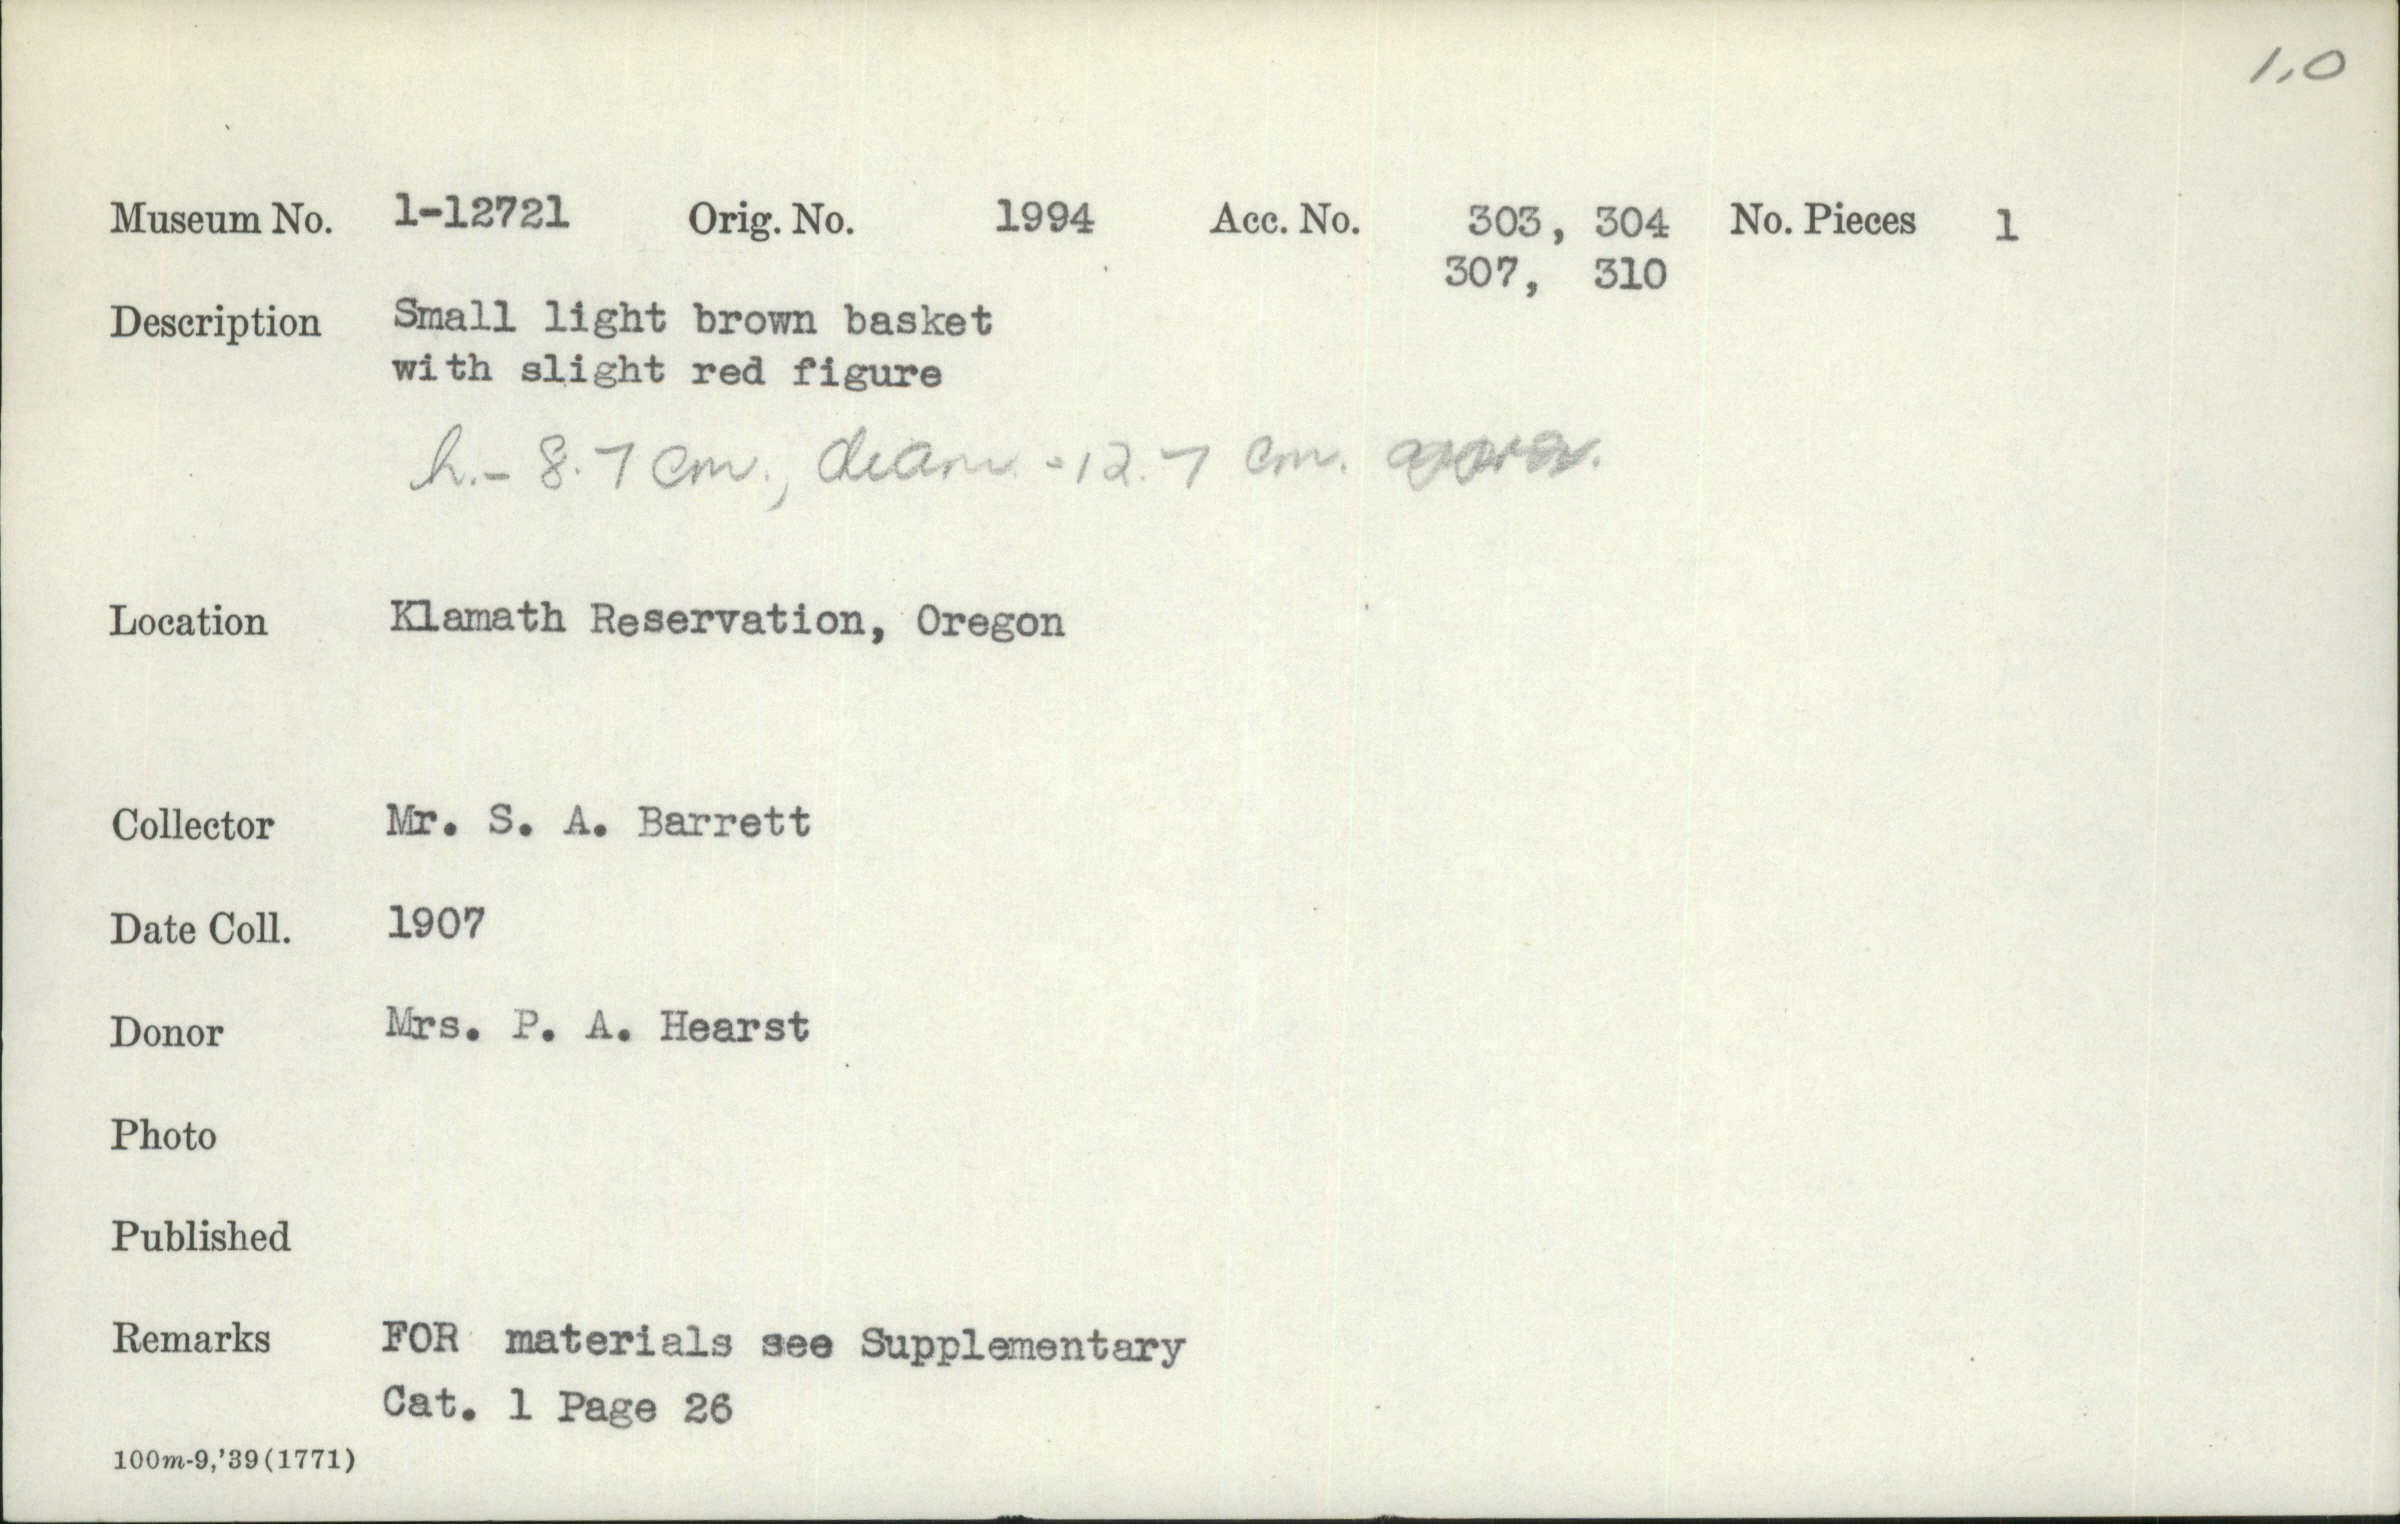 1.0
Museum No. 1-12721 Orig. No. 1994 Acc. No. 303, 304 No. Pieces 1
307, 310
Description Small light brown basket
with slight red figure
h.- 8.7 cm., diam. - 12.7 cm. approx.
Location Klamath Reservation, Oregon
Collector Mr. S. A. Barrett
Date Coll. 1907
Donor Mrs. P. A. Hearst
Photo
Published
Remarks FOR materials see Supplementary
Cat. 1 Page 26
100m-9,'39(1771)